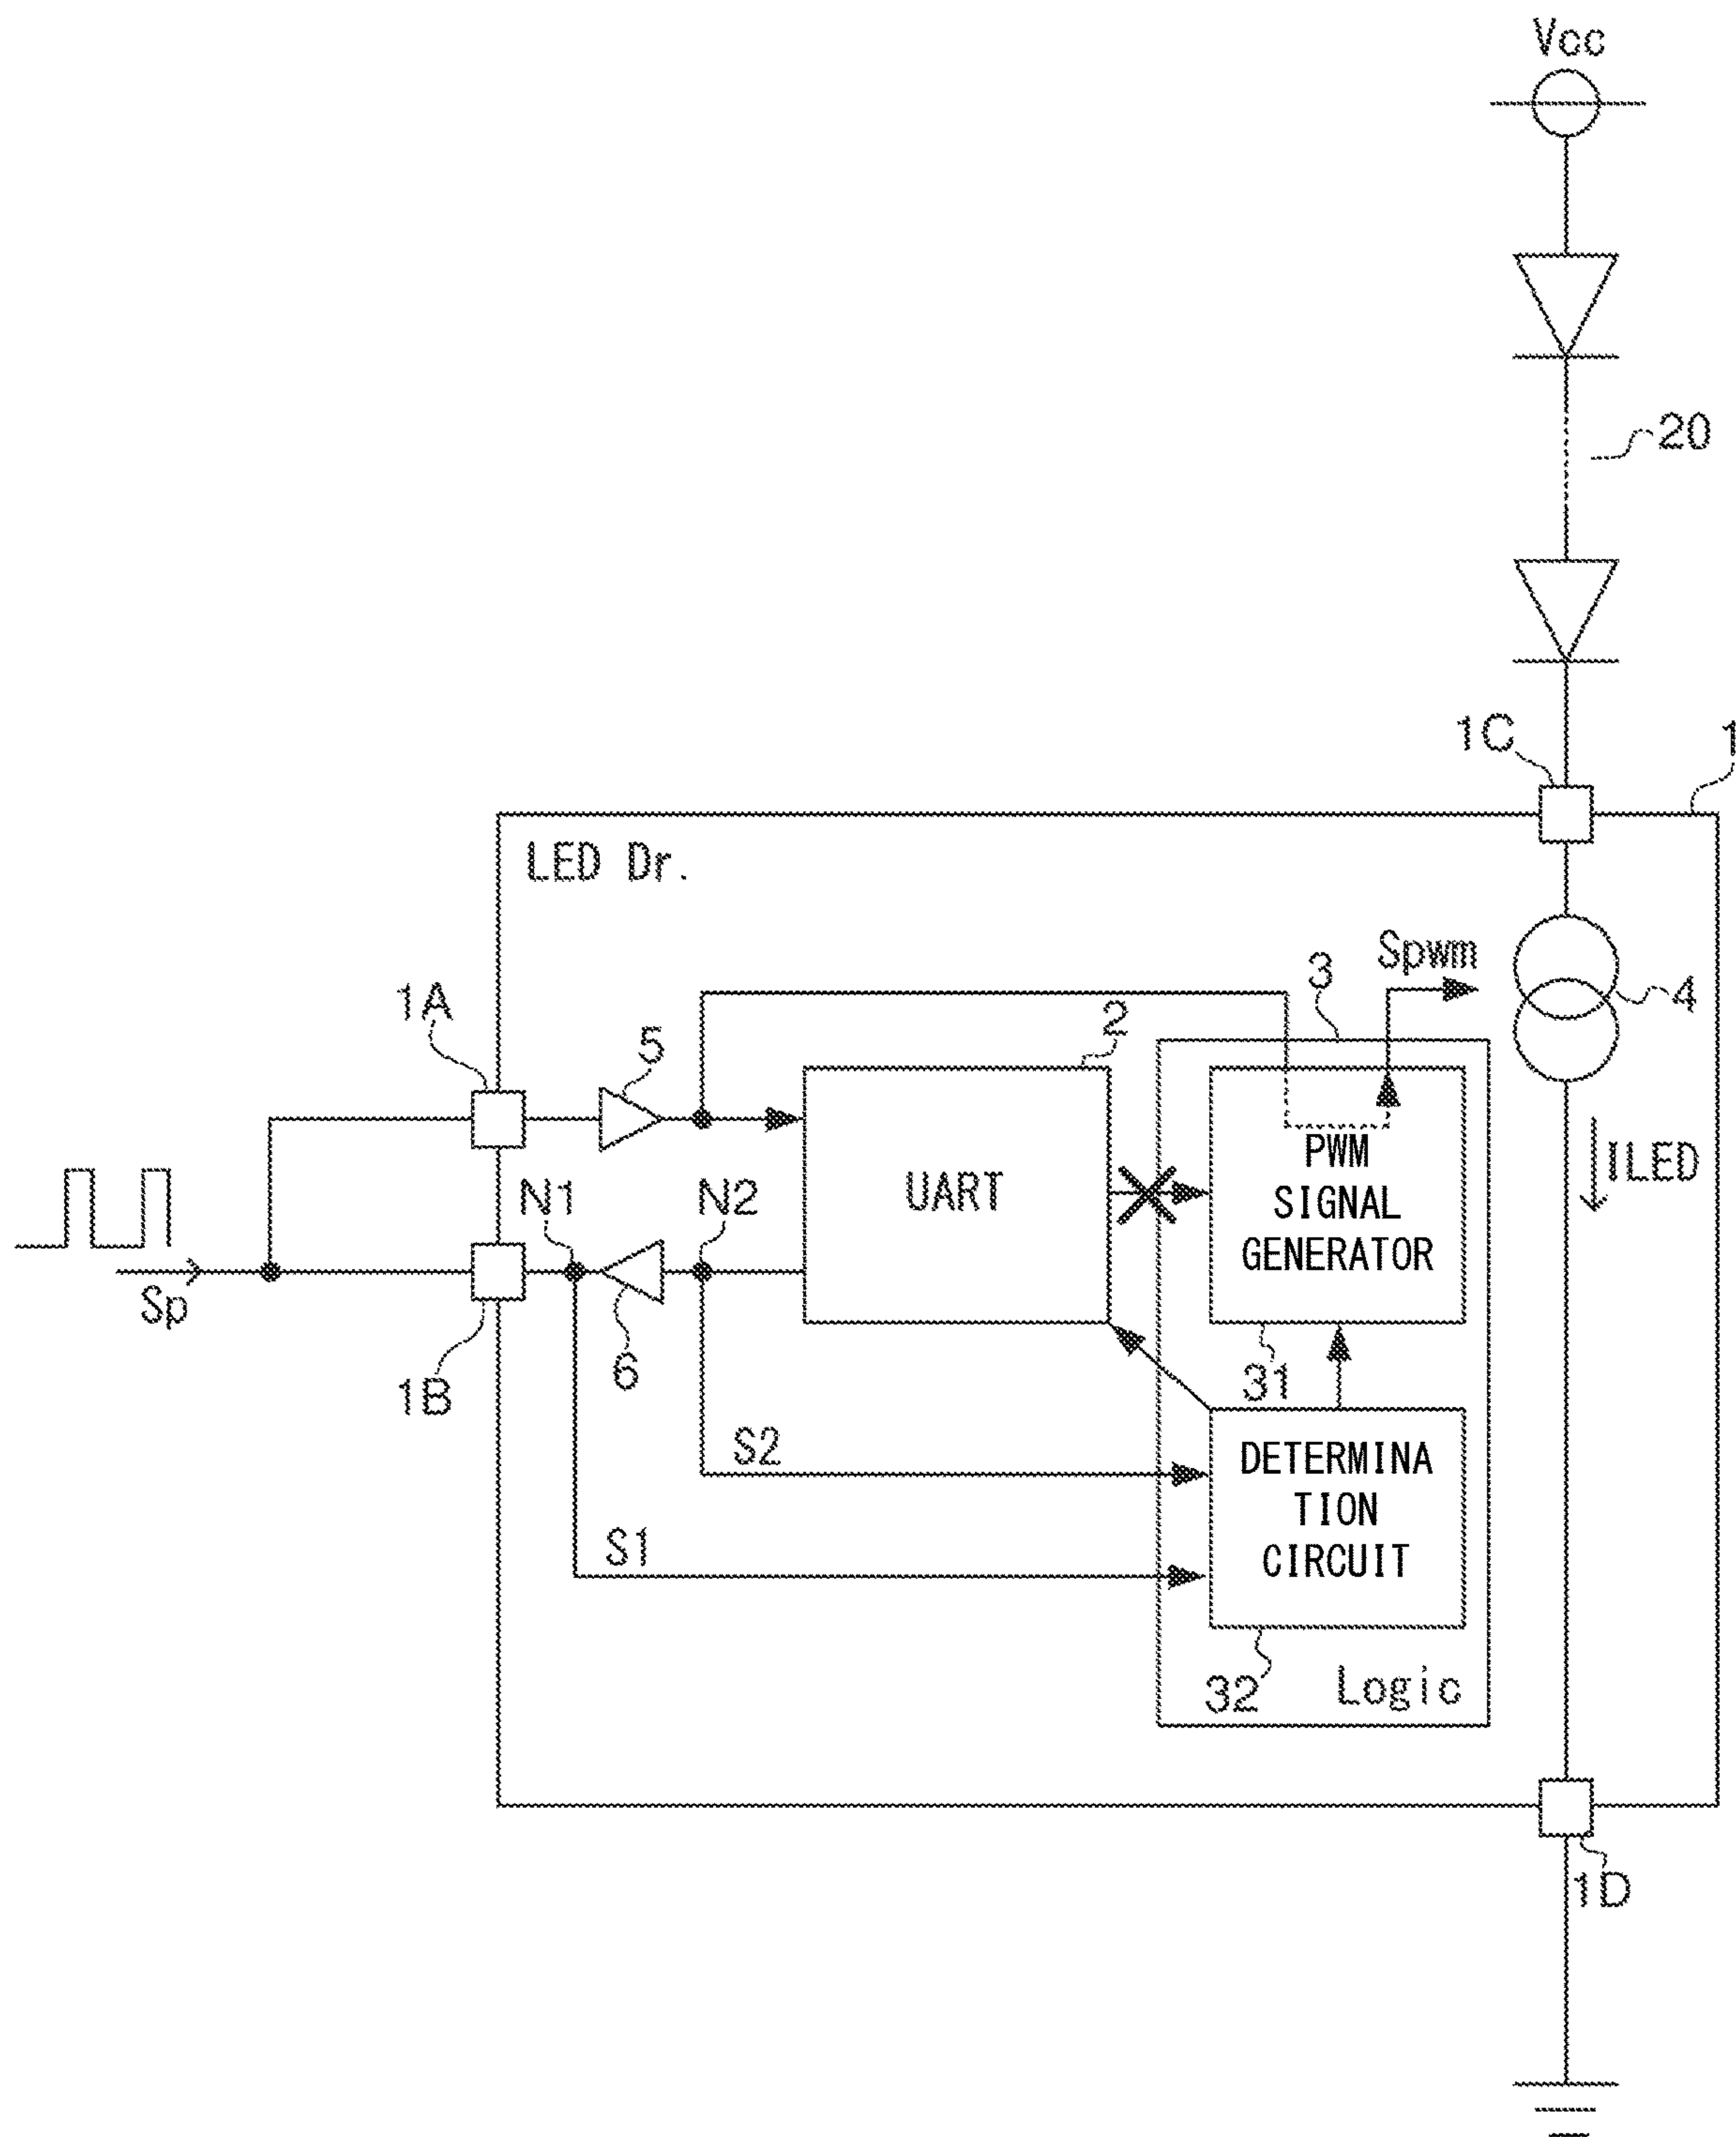 Vcc
20
1C
1
LED Dr.
Spwm
3
4
1A
2
5
PWM
ILED
UART
SIGNAL
N1
N2
GENERATOR
Sp
6
31
1B
S2
DETERMINA
TION
S1
CIRCUIT
32
Logic
1D